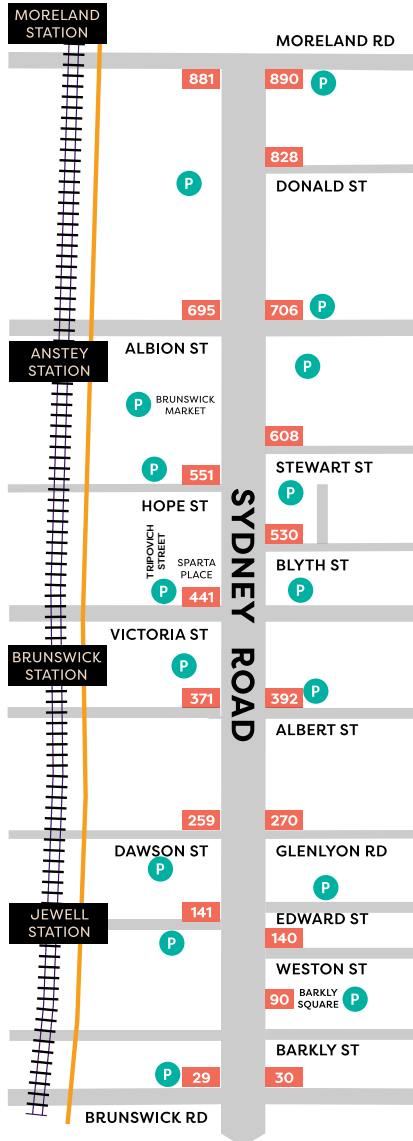 MORELAND
STATION
MORELAND RD
881
890
P
828
P
DONALD ST
695
706
P
ALBION ST
ANSTEY
STATION
P
P
BRUNSWICK
MARKET
608
P
551
STEWART ST
P
HOPE ST
SYDNEY ROAD
530
TRIPOVICH
STREET
SPARTA
PLACE
BLYTH ST
P
441
P
VICTORIA ST
BRUNSWICK
STATION
P
371
392
P
ALBERT ST
259
270
DAWSON ST
GLENLYON RD
P
P
JEWELL
STATION
141
EDWARD ST
140
P
WESTON ST
90
BARKLY
SQUARE
P
BARKLY ST
P
29
30
BRUNSWICK RD